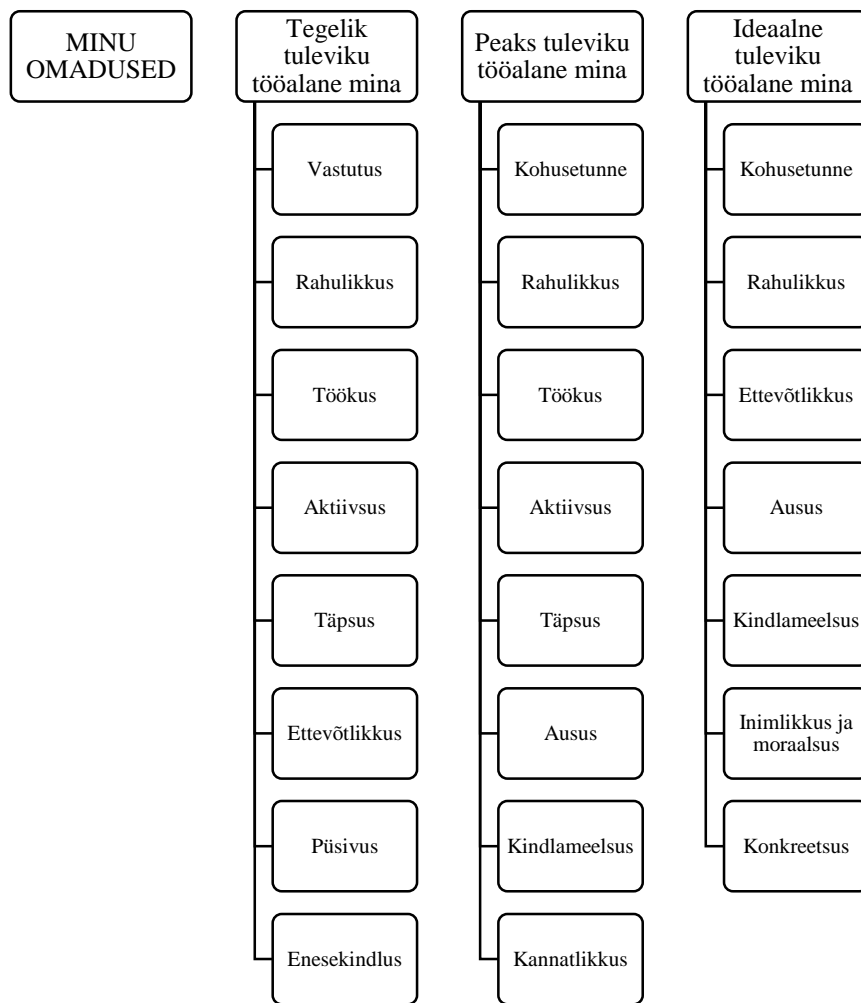 MINU
OMADUSED
Tegelik
tuleviku
tööalane mina
Vastutus
Rahulikkus
Töökus
Aktiivsus
Täpsus
Ettevõtlikkus
Püsivus
Enesekindlus
Peaks tuleviku
tööalane mina
Kohusetunne
Rahulikkus
Töökus
Aktiivsus
Täpsus
Ausus
Kindlameelsus
Kannatlikkus
Ideaalne
tuleviku
tööalane mina
Kohusetunne
Rahulikkus
Ettevõtlikkus
Ausus
Kindlameelsus
Inimlikkus ja
moraalsus
Konkreetsus